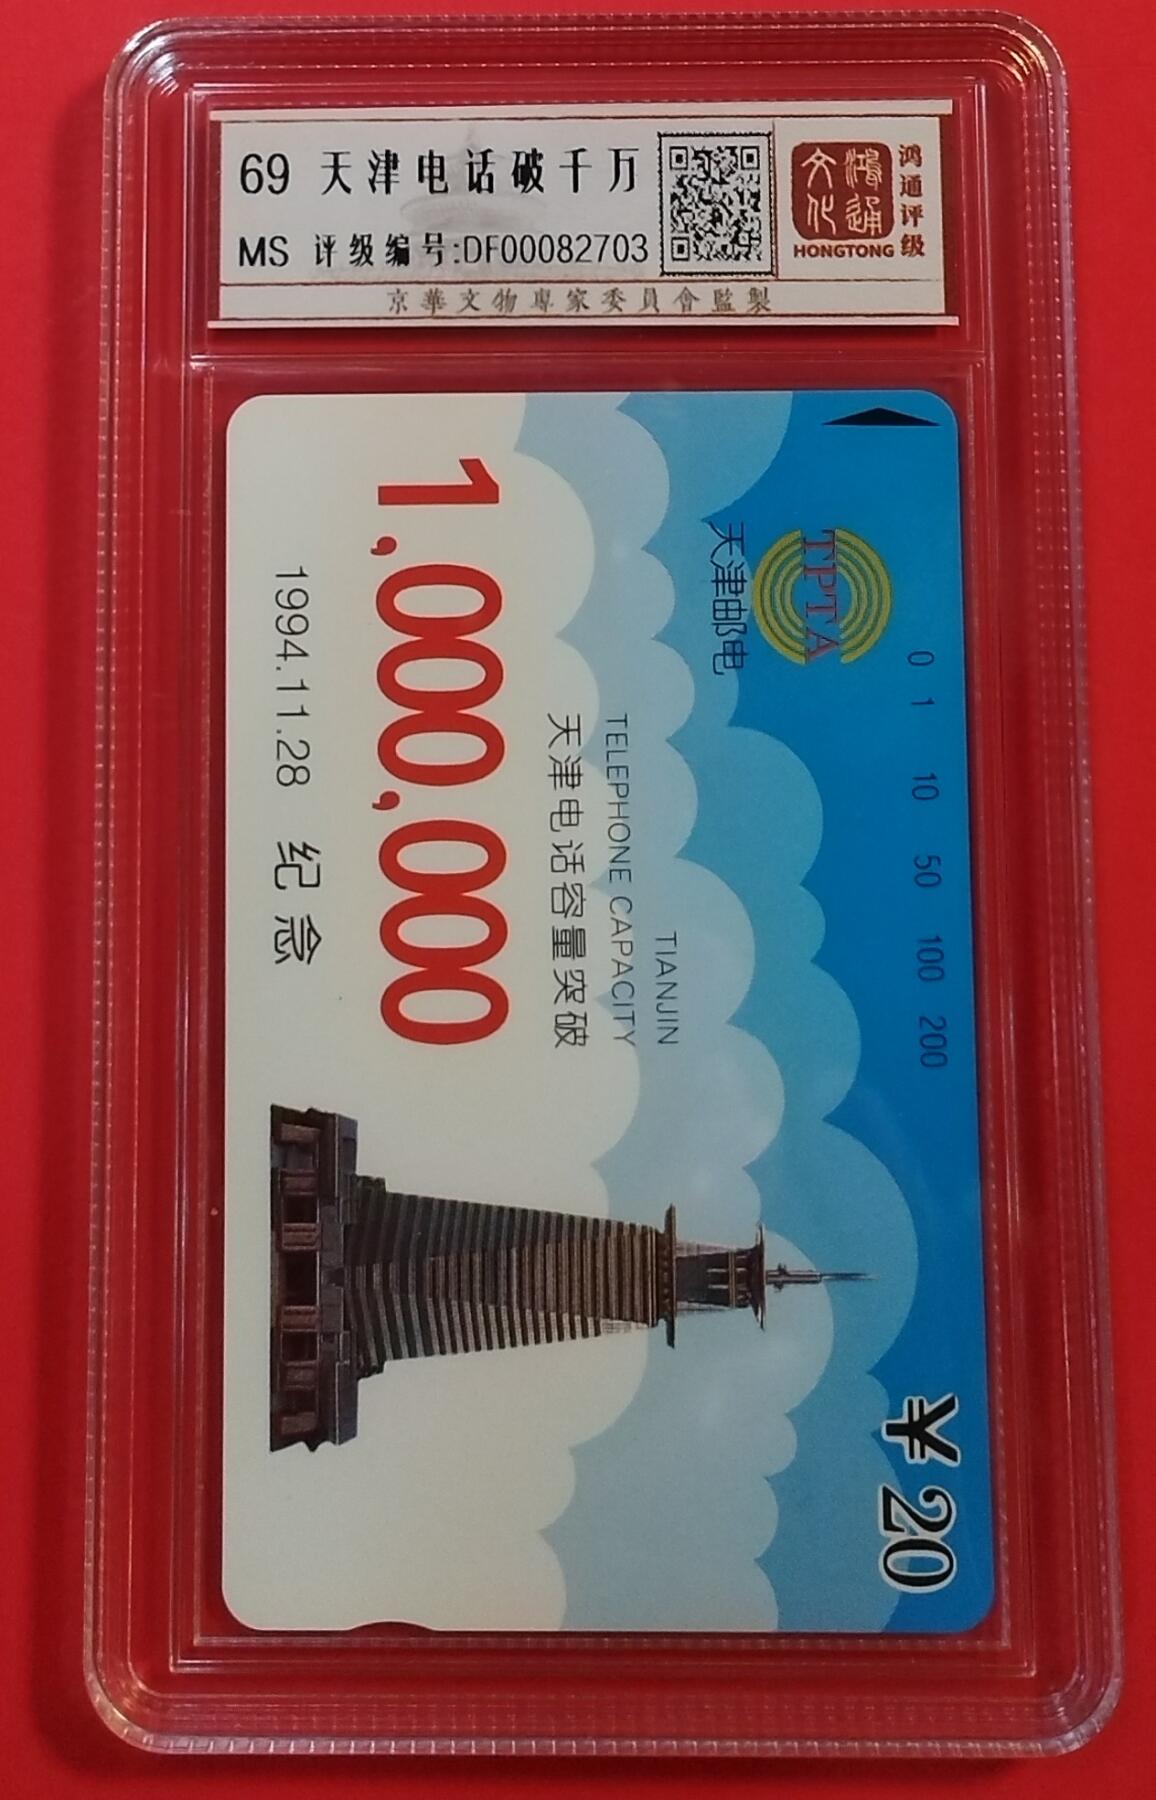 69 天津电话破千万
MS 评级编号:DF00082703
京華文物專家委員會監製
鸿通文化
HONGTONG
鸿通评级
0 1 10 50 100 200
TPTA
天津邮电
TIANJIN
TELEPHONE CAPACITY
天津电话容量突破
1,000,000
1994.11.28 纪念
¥20